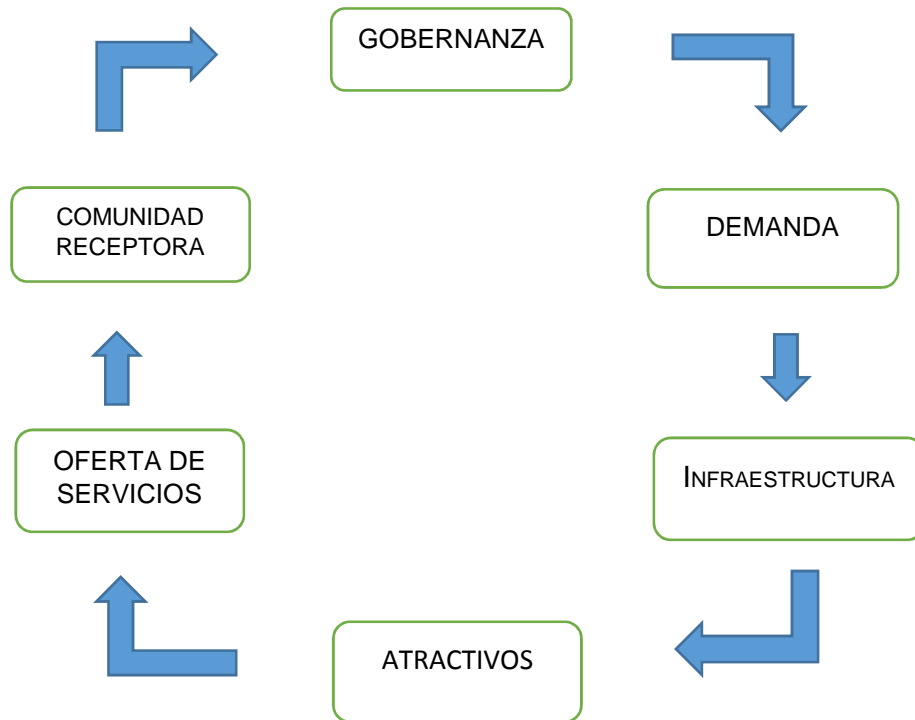 GOBERNANZA
COMUNIDAD
RECEPTORA
DEMANDA
OFERTA DE
SERVICIOS
INFRAESTRUCTURA
ATRACTIVOS